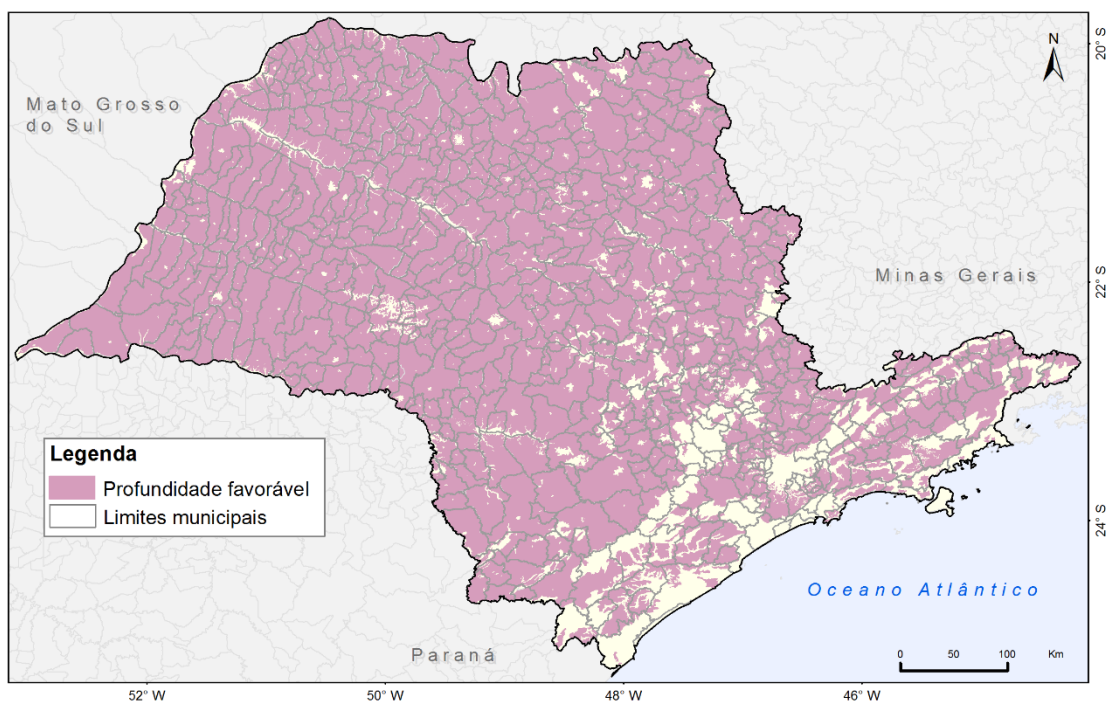 20° S
N
Mato Grosso
do Sul
Minas Gerais
22° S
Legenda
Profundidade favorável
Limites municipais
24° S
Oceano Atlântico
Paraná
0 50 100 Km
52° W 50° W 48° W 46° W